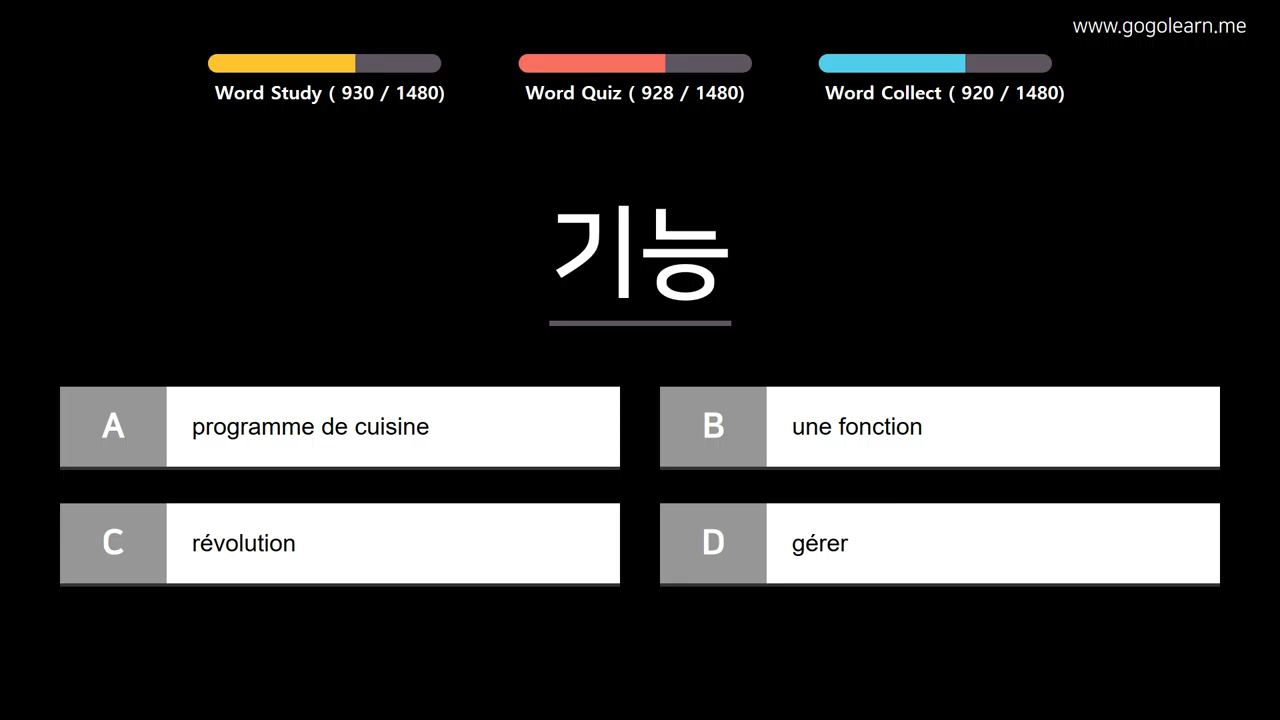 www.gogolearn.me
Word Study ( 930 / 1480)
Word Quiz ( 928 / 1480)
Word Collect ( 920 / 1480)
기능
A
programme de cuisine
B
une fonction
C
révolution
D
gérer